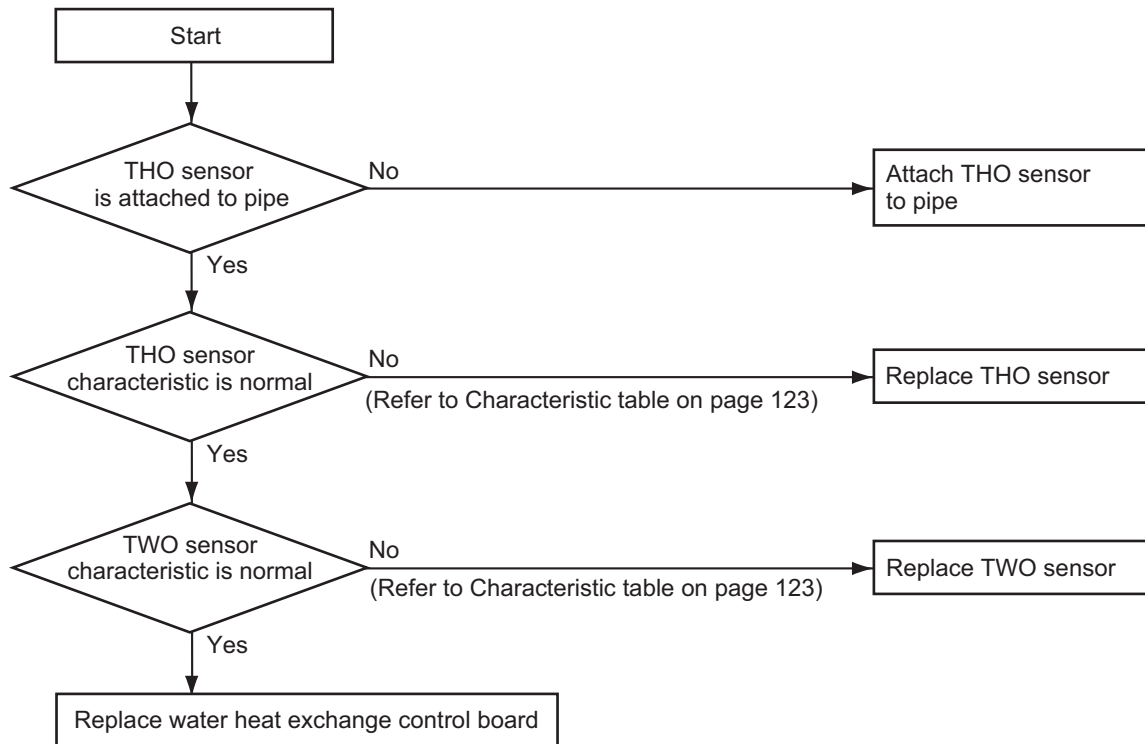 Start
THO sensor
is attached to pipe
No
Attach THO sensor
to pipe
Yes
THO sensor
characteristic is normal
No
(Refer to Characteristic table on page 123)
Replace THO sensor
Yes
TWO sensor
characteristic is normal
No
(Refer to Characteristic table on page 123)
Replace TWO sensor
Yes
Replace water heat exchange control board